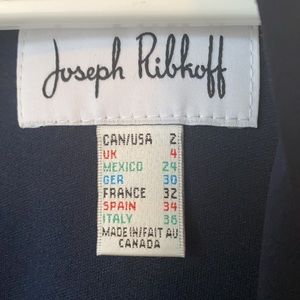 Joseph Ribkoff
CAN/USA 2
UK 4
MEXICO 24
GER 30
FRANCE 32
SPAIN 34
ITALY 36
MADE IN/FAIT AU
CANADA